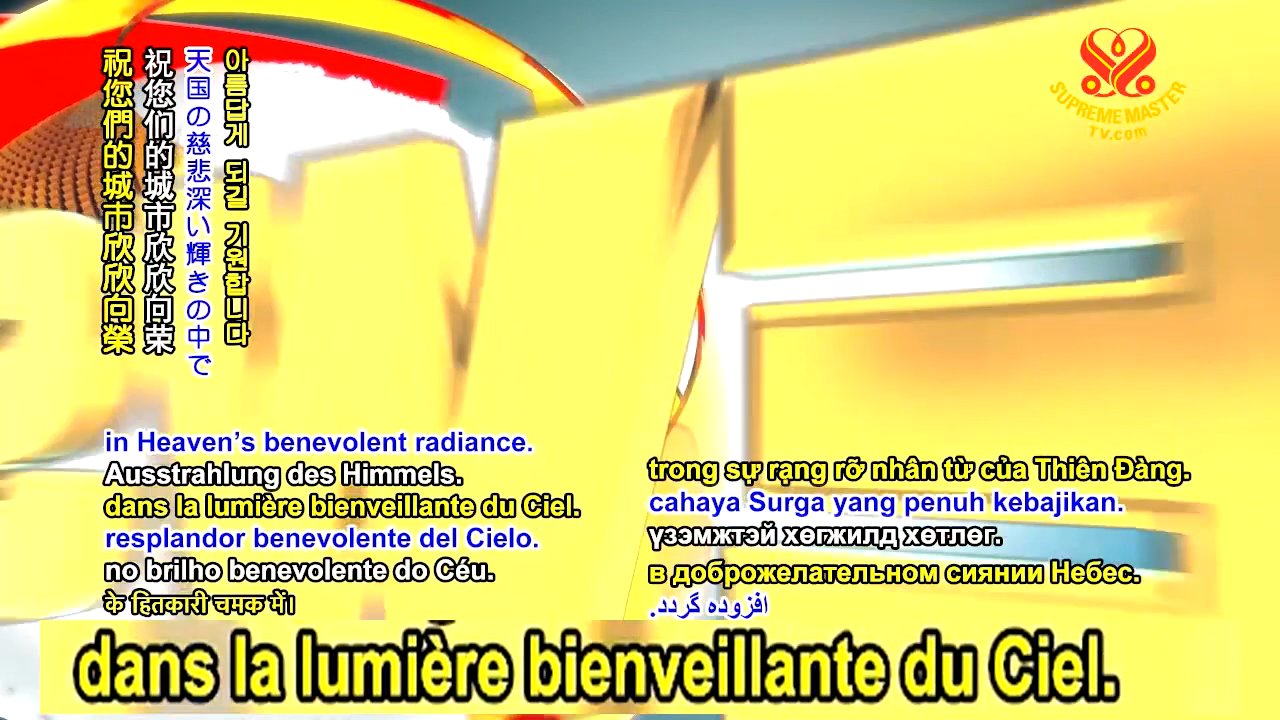 아름답게 되길 기원합니다
天国の慈悲深い輝きの中で
祝您们的城市欣欣向荣
祝您們的城市欣欣向榮
SUPREME MASTER
TV.com
in Heaven's benevolent radiance.
Ausstrahlung des Himmels.
dans la lumière bienveillante du Ciel.
resplandor benevolente del Cielo.
no brilho benevolente do Céu.
के हितकारी चमक में।
trong sự rạng rỡ nhân từ của Thiên Đàng.
cahaya Surga yang penuh kebajikan.
үзэмжтэй хөгжилд хөтлөг.
в доброжелательном сиянии Небес.
افزوده گردد.
dans la lumière bienveillante du Ciel.